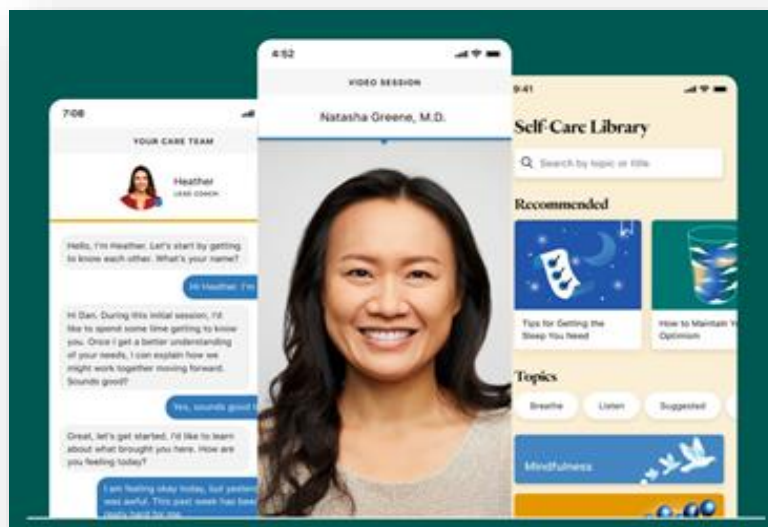 7:08
YOUR CARE TEAM
Heather
LEAD COACH
Hello, I'm Heather. Let's start by getting
to know each other. What's your name?
Hi Heather, I'm
Hi Dan. During this initial session, I'd
like to spend some time getting to know
you. Once I get a better understanding
of your needs, I can explain how we
might work together moving forward.
Sounds good?
Yes, sounds good
Great, let's get started. I'd like to learn
about what brought you here. How are
you feeling today?
I am feeling okay today, but
was awful. This past week has
really hard for me.
4:52
VIDEO SESSION
Natasha Greene, M.D.
9:41
Self-Care Library
Search by topic or title
Recommended
Tips for Getting the
Sleep You Need
How to Maintain
Optimism
Topics
Breathe
Listen
Suggested
Mindfulness